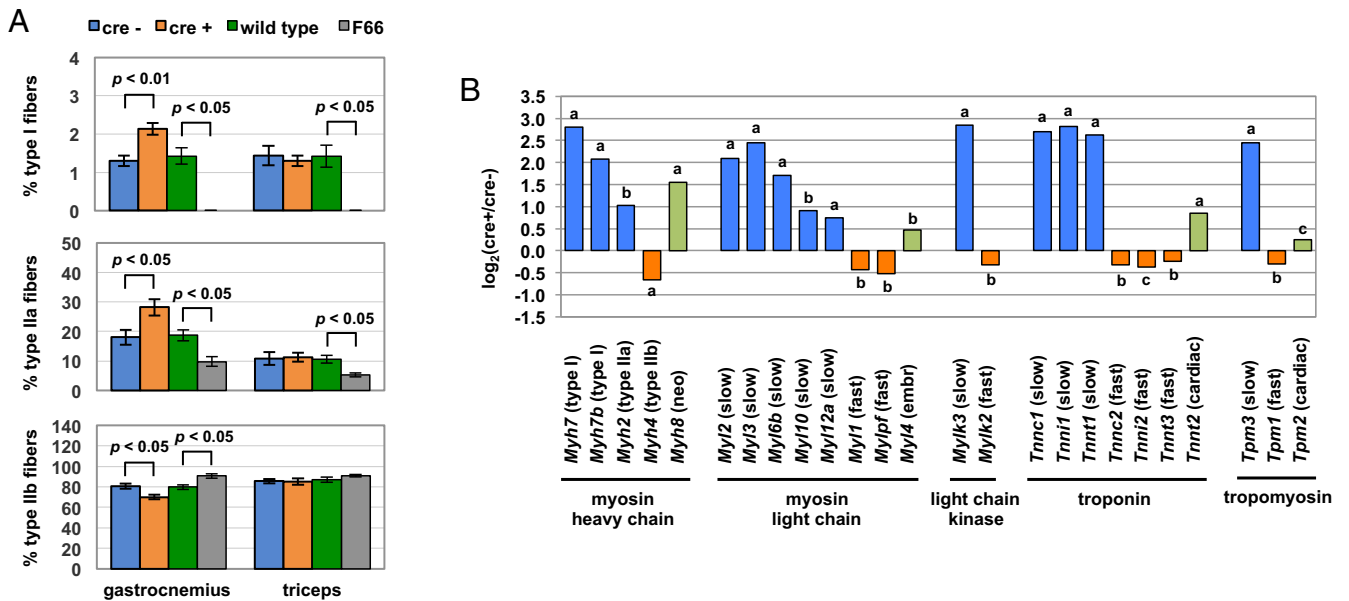 A
cre - cre + wild type F66
% type I fibers
4
3
2
1
0
p < 0.01
p < 0.05
p < 0.05
% type IIa fibers
50
40
30
20
10
0
p < 0.05
p < 0.05
p < 0.05
% type IIb fibers
140
120
100
80
60
40
20
0
p < 0.05
p < 0.05
gastrocnemius triceps
B
log2(cre+/cre-)
3.5
3.0
2.5
2.0
1.5
1.0
0.5
0.0
-0.5
-1.0
-1.5
a a b a a a a a b a b b b a b a a a b c b a a b c
Myh7 (type I)
Myh7b (type I)
Myh2 (type IIa)
Myh4 (type IIb)
Myh8 (neo)
Myl2 (slow)
Myl3 (slow)
Myl6b (slow)
Myl10 (slow)
Myl12a (slow)
Myl1 (fast)
Mylpf (fast)
Myl4 (embr)
Mylk3 (slow)
Mylk2 (fast)
Tnnc1 (slow)
Tnni1 (slow)
Tnnt1 (slow)
Tnnc2 (fast)
Tnni2 (fast)
Tnnt3 (fast)
Tnnt2 (cardiac)
Tpm3 (slow)
Tpm1 (fast)
Tpm2 (cardiac)
myosin
heavy chain
myosin
light chain
light chain
kinase
troponin
tropomyosin